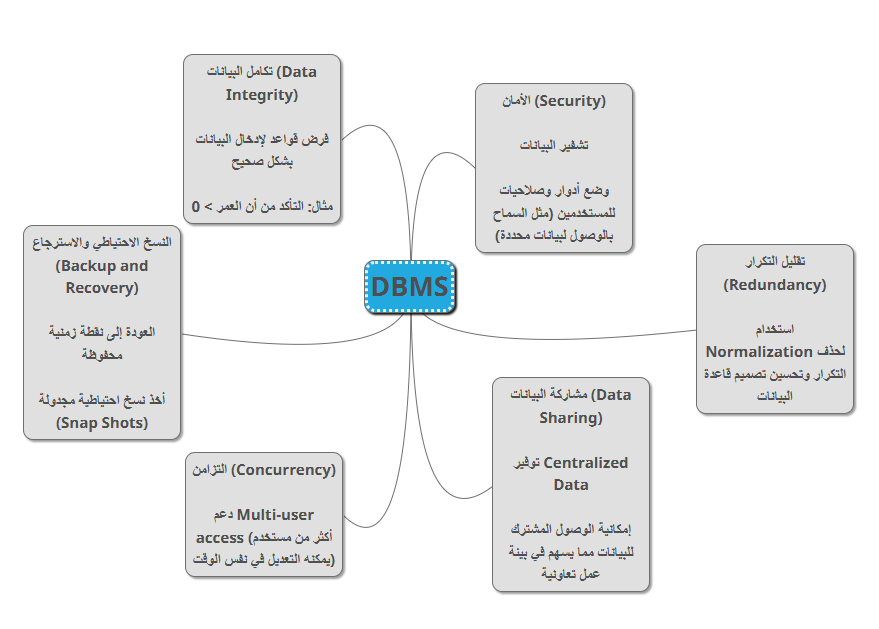 تكامل البيانات (Data
Integrity)
فرض قواعد لإدخال البيانات
بشكل صحيح
مثال: التأكد من أن العمر > 0
الأمان (Security)
تشفير البيانات
وضع أدوار وصلاحيات
للمستخدمين (مثل السماح
بالوصول لبيانات محددة)
النسخ الاحتياطي والاسترجاع
(Backup and
Recovery)
العودة إلى نقطة زمنية
محفوظة
أخذ نسخ احتياطية مجدولة
(Snap Shots)
DBMS
تقليل التكرار
(Redundancy)
استخدام
Normalization لحذف
التكرار وتحسين تصميم قاعدة
البيانات
التزامن (Concurrency)
دعم Multi-user
access (أكثر من مستخدم
يمكنه التعديل في نفس الوقت)
مشاركة البيانات (Data
Sharing)
توفير Centralized
Data
إمكانية الوصول المشترك
للبيانات مما يسهم في بيئة
عمل تعاونية